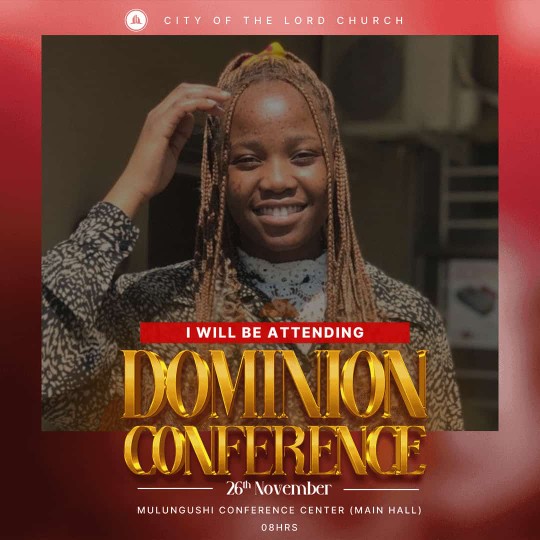 CITY OF THE LORD CHURCH
I WILL BE ATTENDING
DOMINION
CONFERENCE
26th November
MULUNGUSHI CONFERENCE CENTER (MAIN HALL)
08HRS